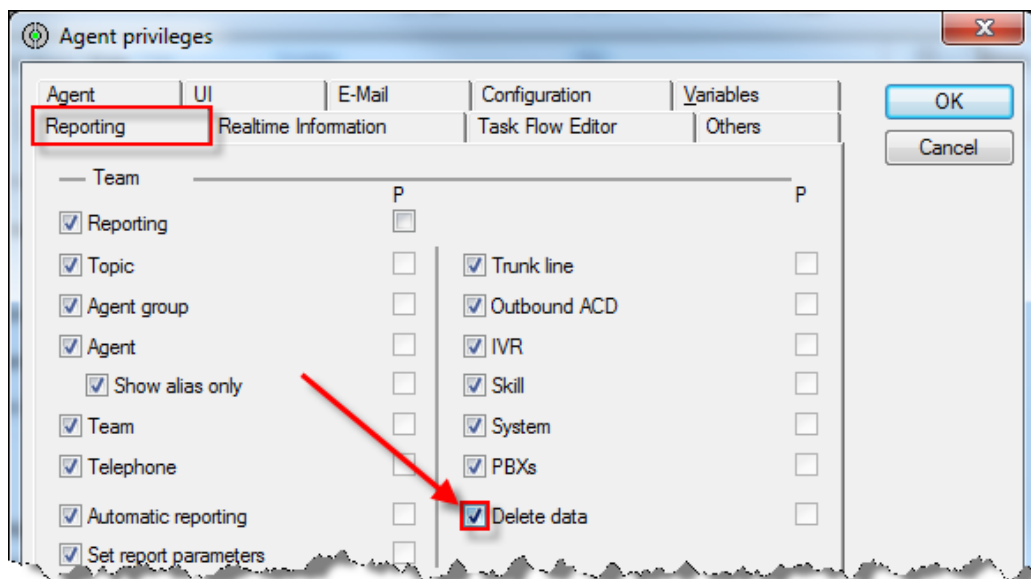 Agent privileges
Agent UI E-Mail Configuration Variables
Reporting Realtime Information Task Flow Editor Others
OK
Cancel
Team
P P
Reporting
Topic Trunk line
Agent group Outbound ACD
Agent IVR
Show alias only Skill
Team System
Telephone PBXs
Automatic reporting Delete data
Set report parameters